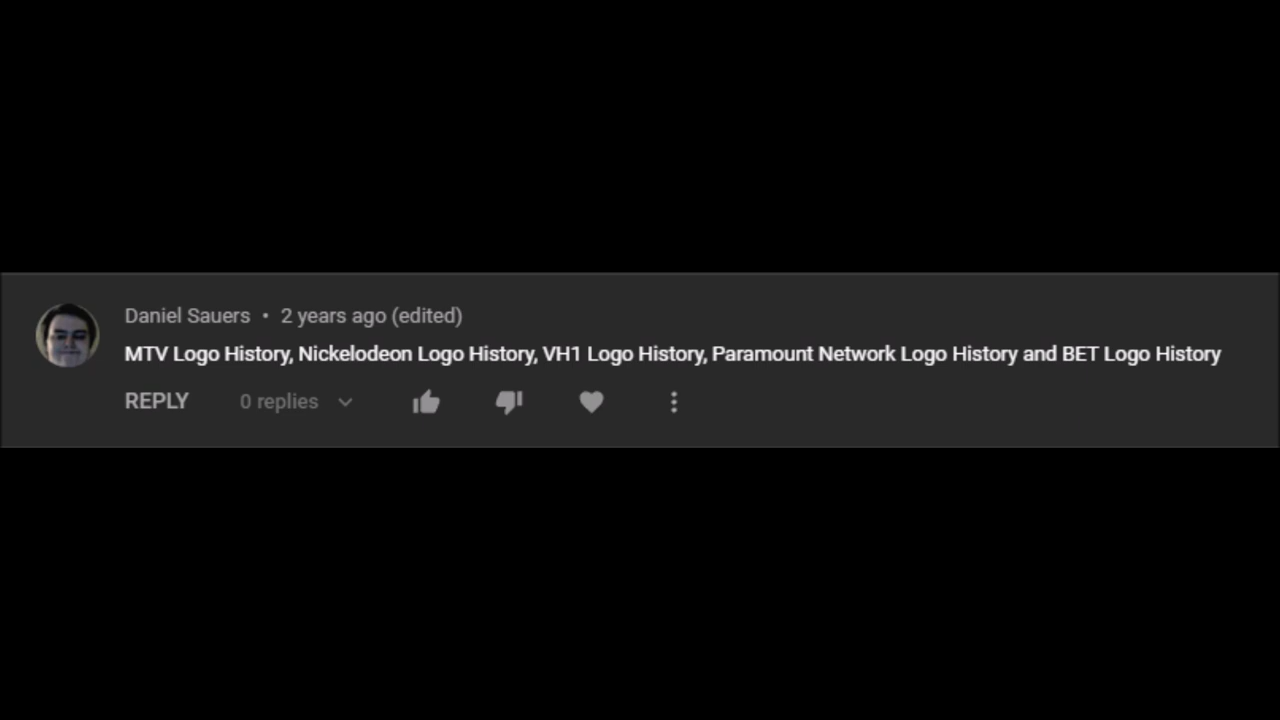 Daniel Sauers • 2 years ago (edited)
MTV Logo History, Nickelodeon Logo History, VH1 Logo History, Paramount Network Logo History and BET Logo History
REPLY 0 replies